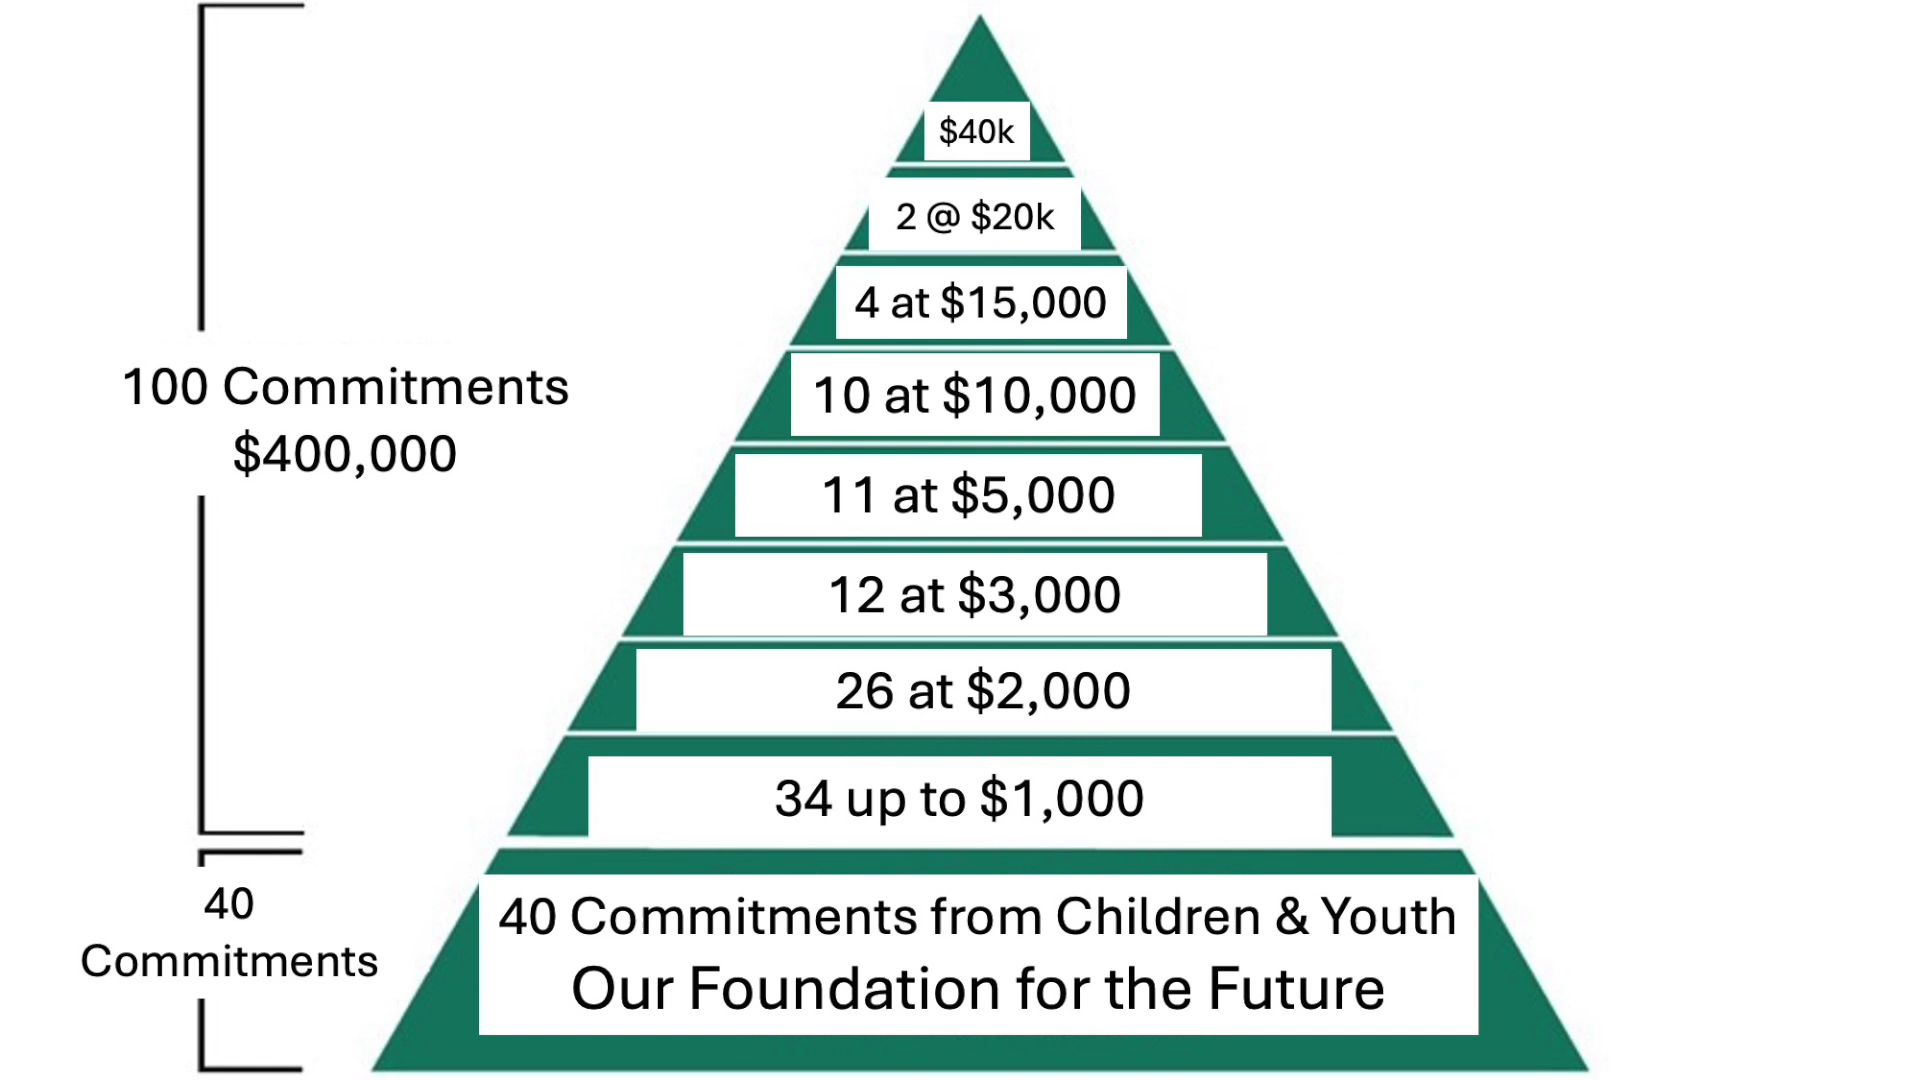 $40k
2 @ $20k
4 at $15,000
10 at $10,000
11 at $5,000
12 at $3,000
26 at $2,000
34 up to $1,000
100 Commitments
$400,000
40 Commitments from Children & Youth
Our Foundation for the Future
40
Commitments